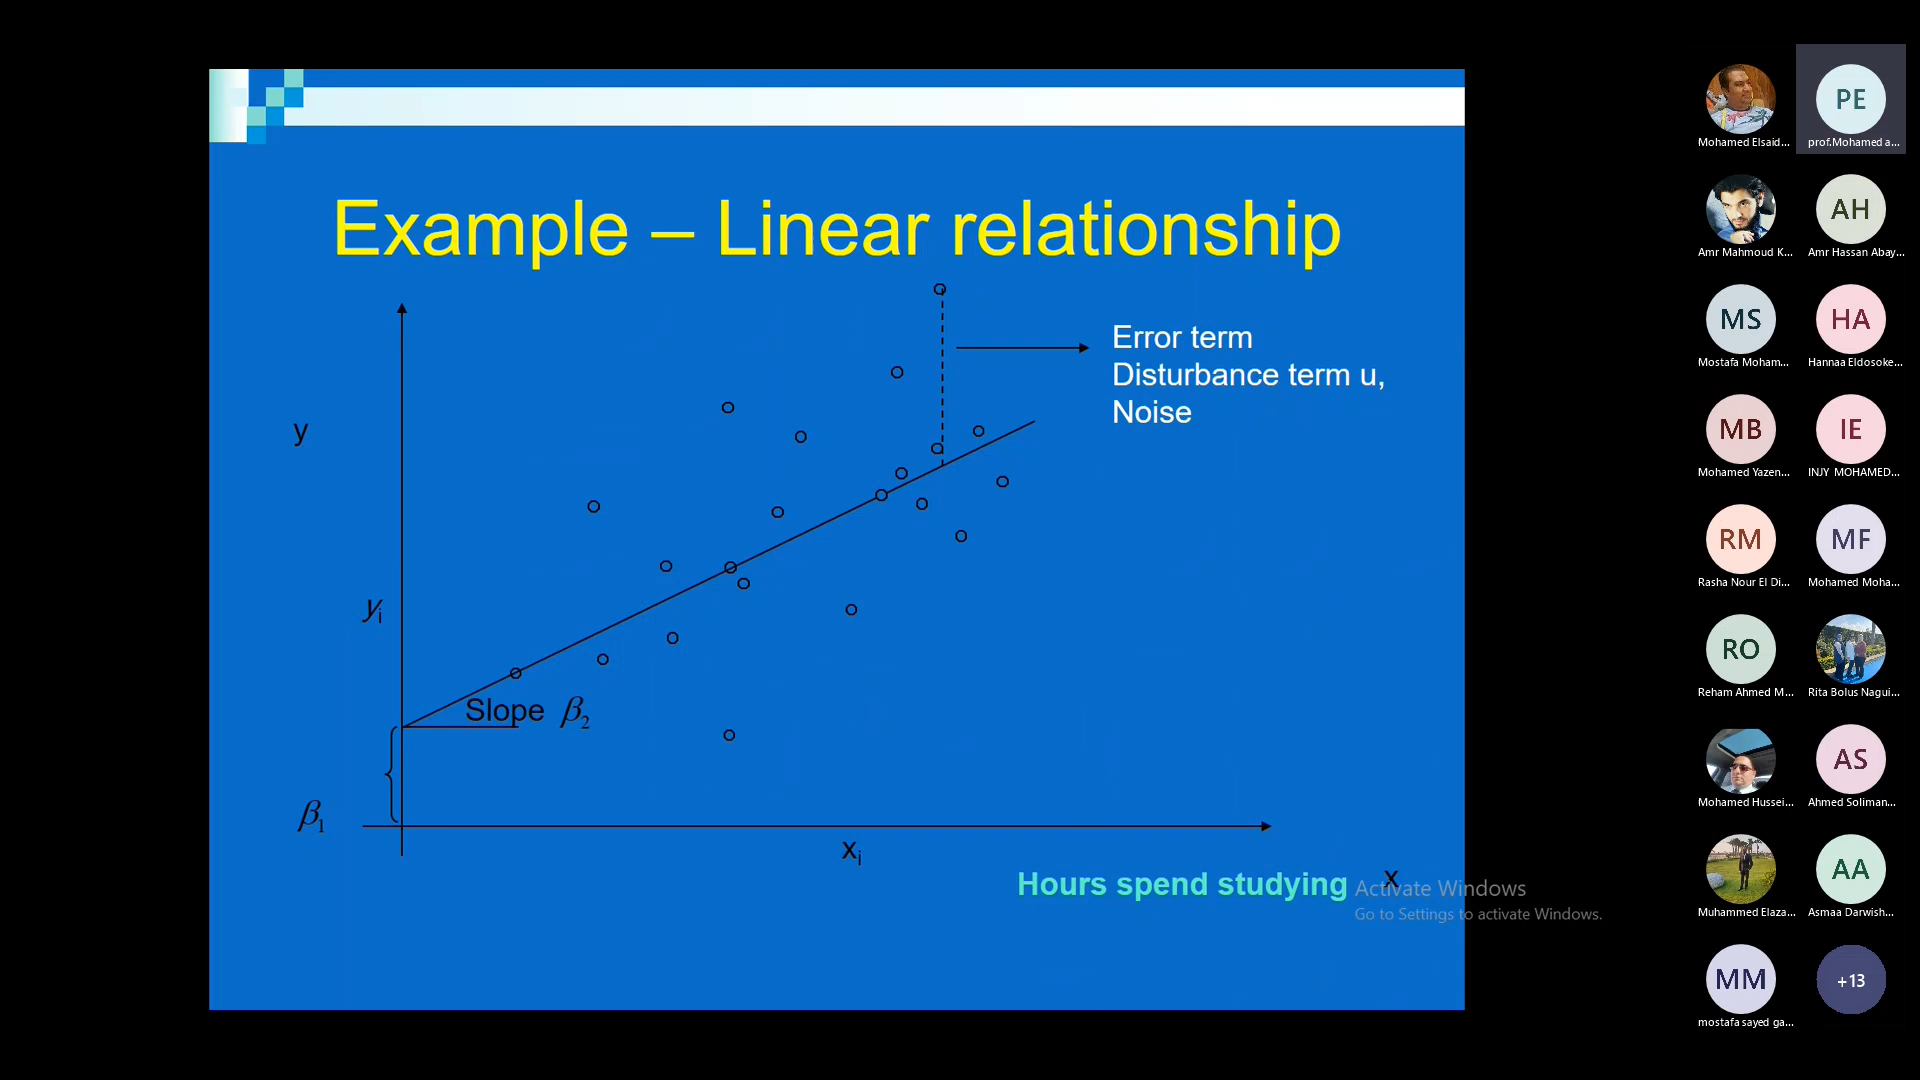 Example – Linear relationship
Error term
Disturbance term u,
Noise
y
yi
Slope β2
β1
xi
x
Hours spend studying
Activate Windows
Go to Settings to activate Windows.
Mohamed Elsaid...
PE
prof.Mohamed a...
Amr Mahmoud K...
AH
Amr Hassan Abay...
MS
Mostafa Moham...
HA
Hannaa Eldosoke...
MB
Mohamed Yazen...
IE
INJY MOHAMED...
RM
Rasha Nour El Di...
MF
Mohamed Moha...
RO
Reham Ahmed M...
Rita Bolus Nagui...
Mohamed Hussei...
AS
Ahmed Soliman...
Muhammed Elaza...
AA
Asmaa Darwish...
MM
mostafa sayed ga...
+13